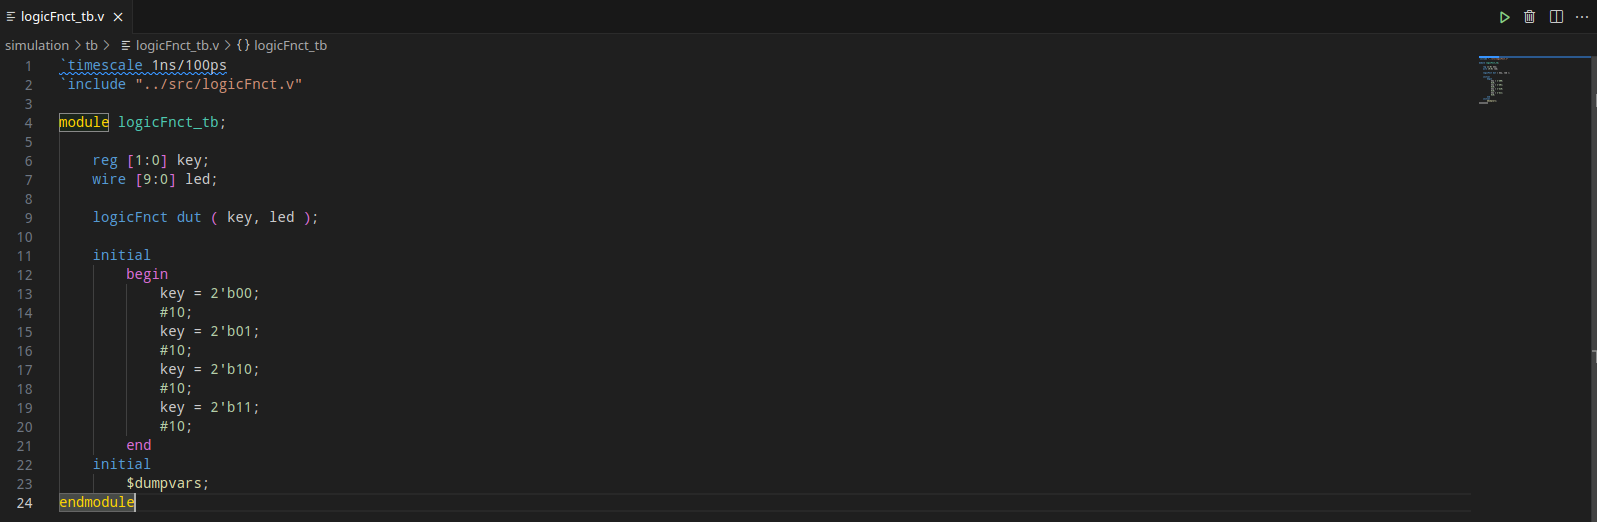 logicFnct_tb.v
simulation > tb > logicFnct_tb.v > {} logicFnct_tb
1 `timescale 1ns/100ps
2 `include "../src/logicFnct.v"
3
4 module logicFnct_tb;
5
6     reg [1:0] key;
7     wire [9:0] led;
8
9     logicFnct dut ( key, led );
10
11     initial
12         begin
13             key = 2'b00;
14             #10;
15             key = 2'b01;
16             #10;
17             key = 2'b10;
18             #10;
19             key = 2'b11;
20             #10;
21         end
22     initial
23         $dumpvars;
24 endmodule